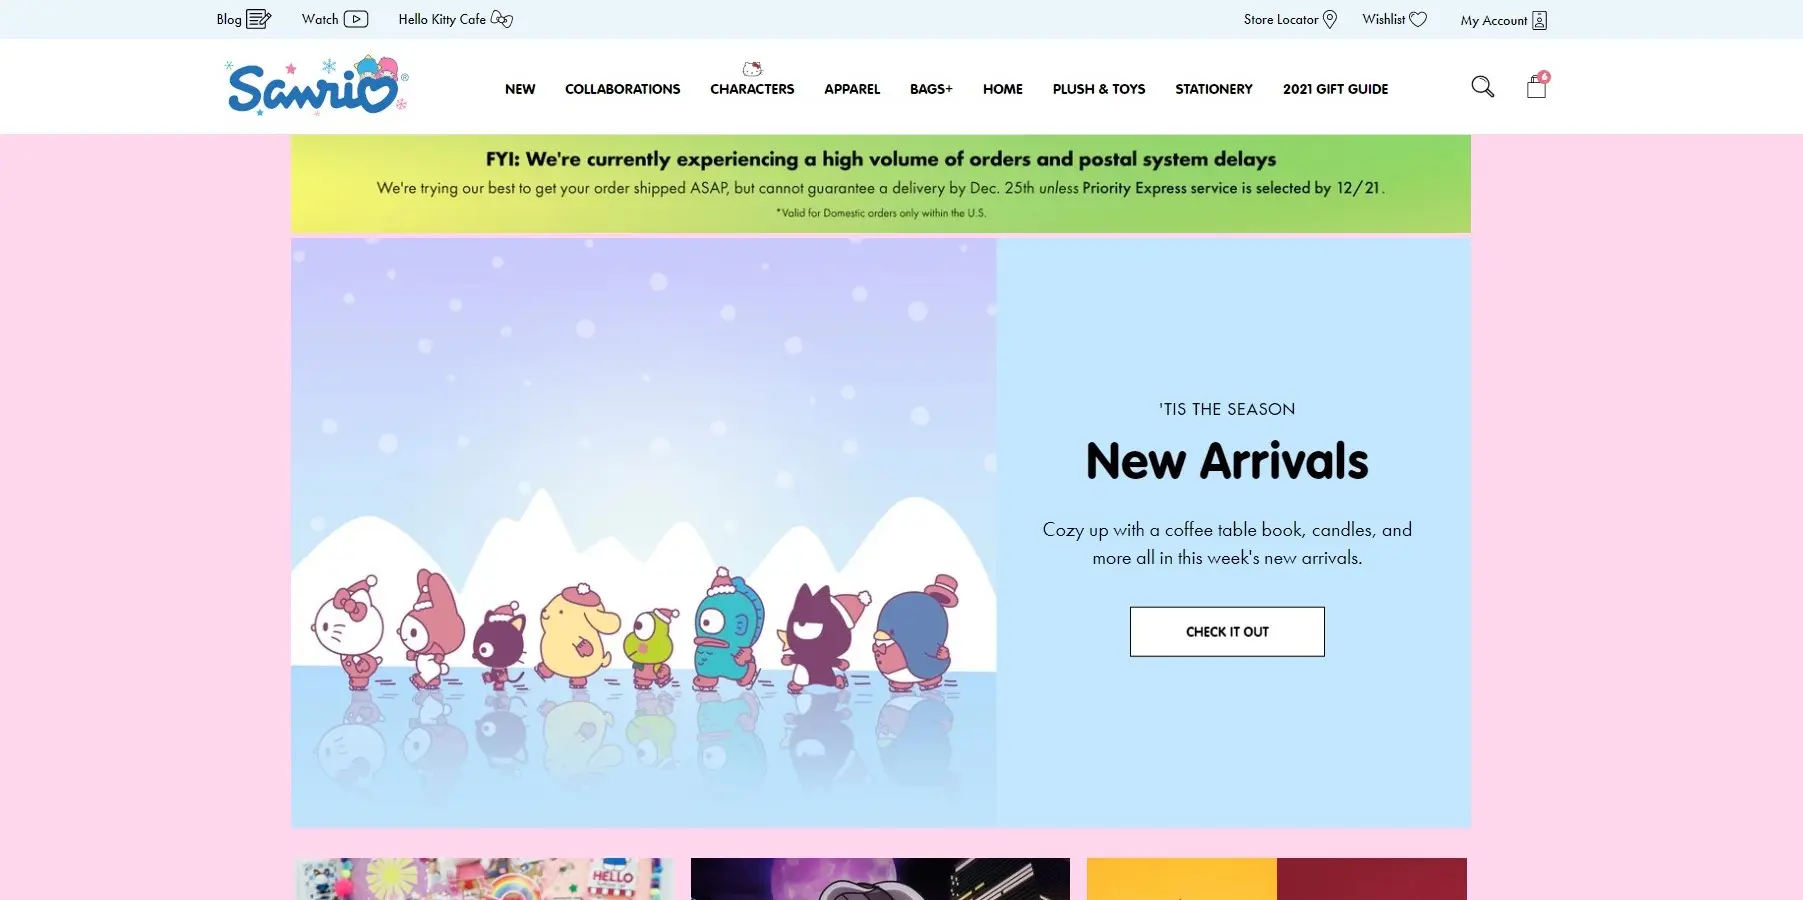 Blog
Watch
Hello Kitty Cafe
Store Locator
Wishlist
My Account
Sanrio®
NEW
COLLABORATIONS
CHARACTERS
APPAREL
BAGS+
HOME
PLUSH & TOYS
STATIONERY
2021 GIFT GUIDE
6
FYI: We're currently experiencing a high volume of orders and postal system delays
We're trying our best to get your order shipped ASAP, but cannot guarantee a delivery by Dec. 25th unless Priority Express service is selected by 12/21.
*Valid for Domestic orders only within the U.S.
'TIS THE SEASON
New Arrivals
Cozy up with a coffee table book, candles, and
more all in this week's new arrivals.
CHECK IT OUT
HELLO